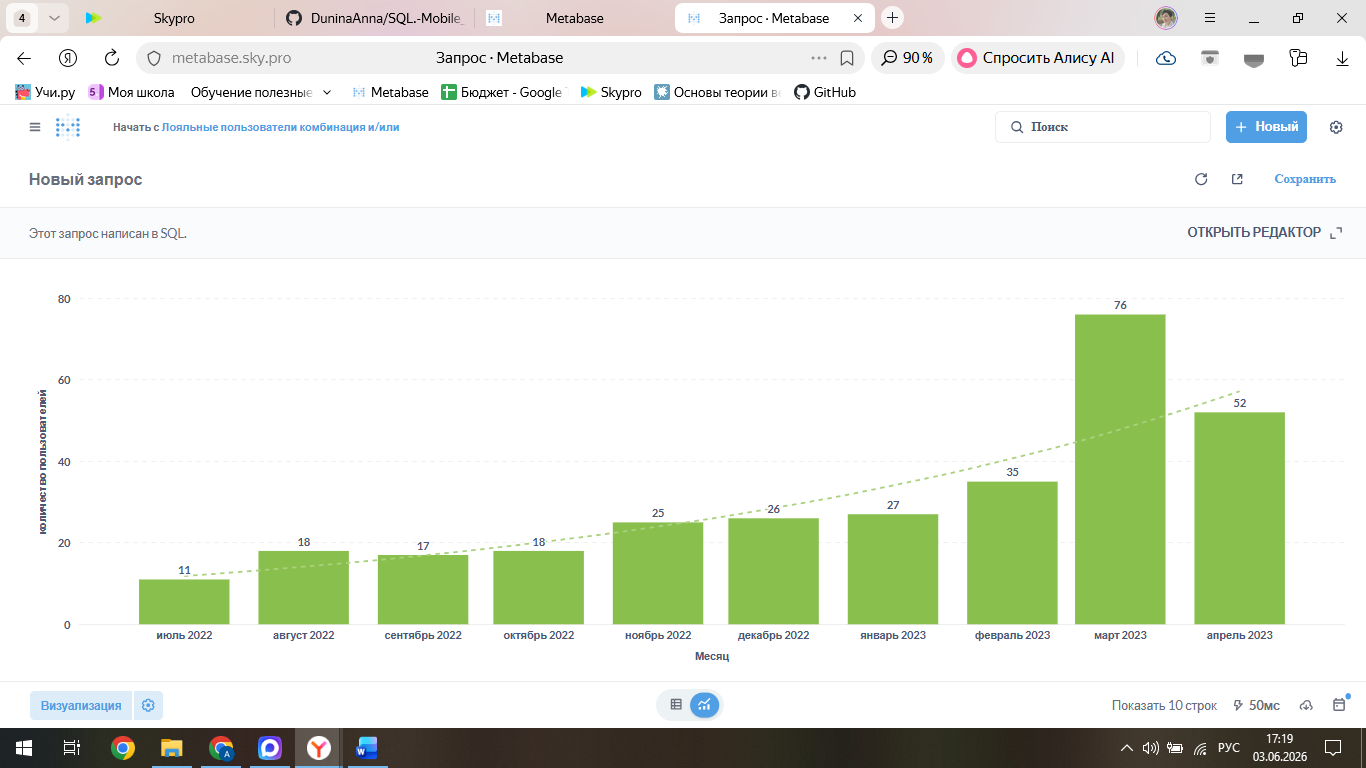 4
Skypro
DuninaAnna/SQL.-Mobile_
Metabase
Запрос · Metabase
metabase.sky.pro
Запрос · Metabase
90 %
Спросить Алису AI
Учи.ру
Моя школа
Обучение полезные
Metabase
Бюджет - Google
Skypro
Основы теории ве
GitHub
Начать с Лояльные пользователи комбинация и/или
Поиск
+ Новый
Новый запрос
Сохранить
Этот запрос написан в SQL.
ОТКРЫТЬ РЕДАКТОР
количество пользователей
80
60
40
20
0
11
18
17
18
25
26
27
35
76
52
июль 2022
август 2022
сентябрь 2022
октябрь 2022
ноябрь 2022
декабрь 2022
январь 2023
февраль 2023
март 2023
апрель 2023
Месяц
Визуализация
Показать 10 строк
50мс
РУС
17:19
03.06.2026